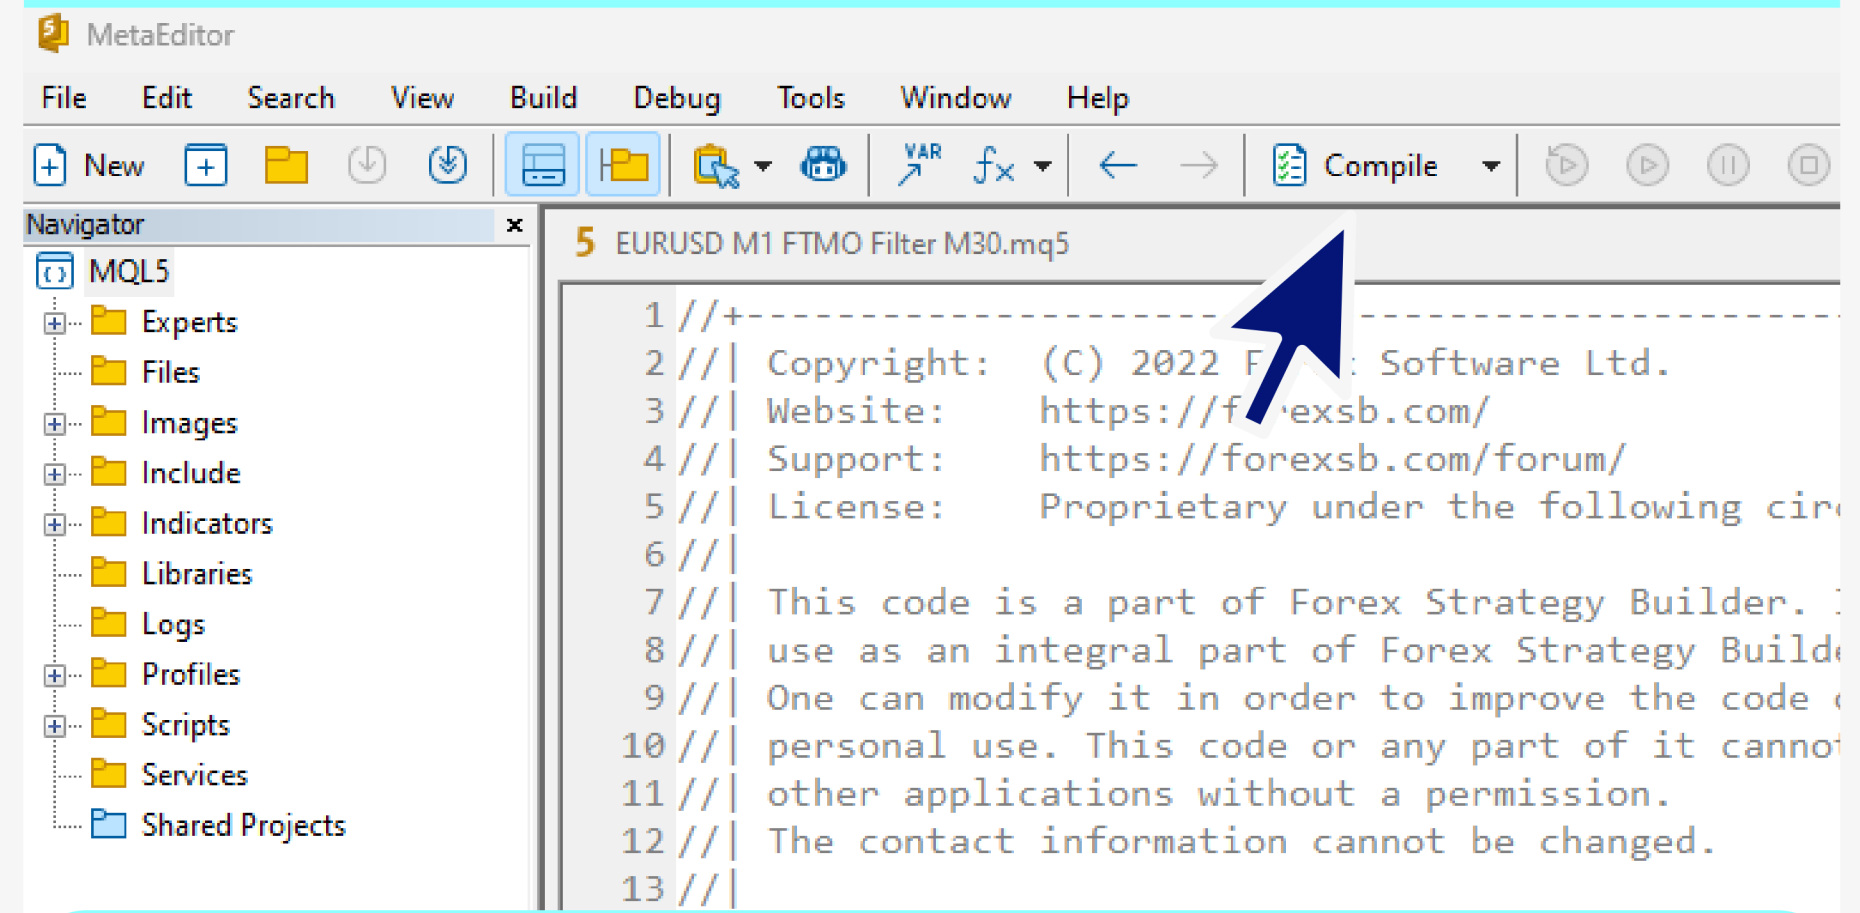 MetaEditor
File Edit Search View Build Debug Tools Window Help
New VAR fx Compile
Navigator x
5 EURUSD M1 FTMO Filter M30.mq5
MQL5
Experts
Files
Images
Include
Indicators
Libraries
Logs
Profiles
Scripts
Services
Shared Projects
1 //+--------------------------------------------------
2 //| Copyright: (C) 2022 Software Ltd.
3 //| Website: https://forexsb.com/
4 //| Support: https://forexsb.com/forum/
5 //| License: Proprietary under the following
6 //|
7 //| This code is a part of Forex Strategy Builder.
8 //| use as an integral part of Forex Strategy
9 //| One can modify it in order to improve the code
10 //| personal use. This code or any part of it cannot
11 //| other applications without a permission.
12 //| The contact information cannot be changed.
13 //|